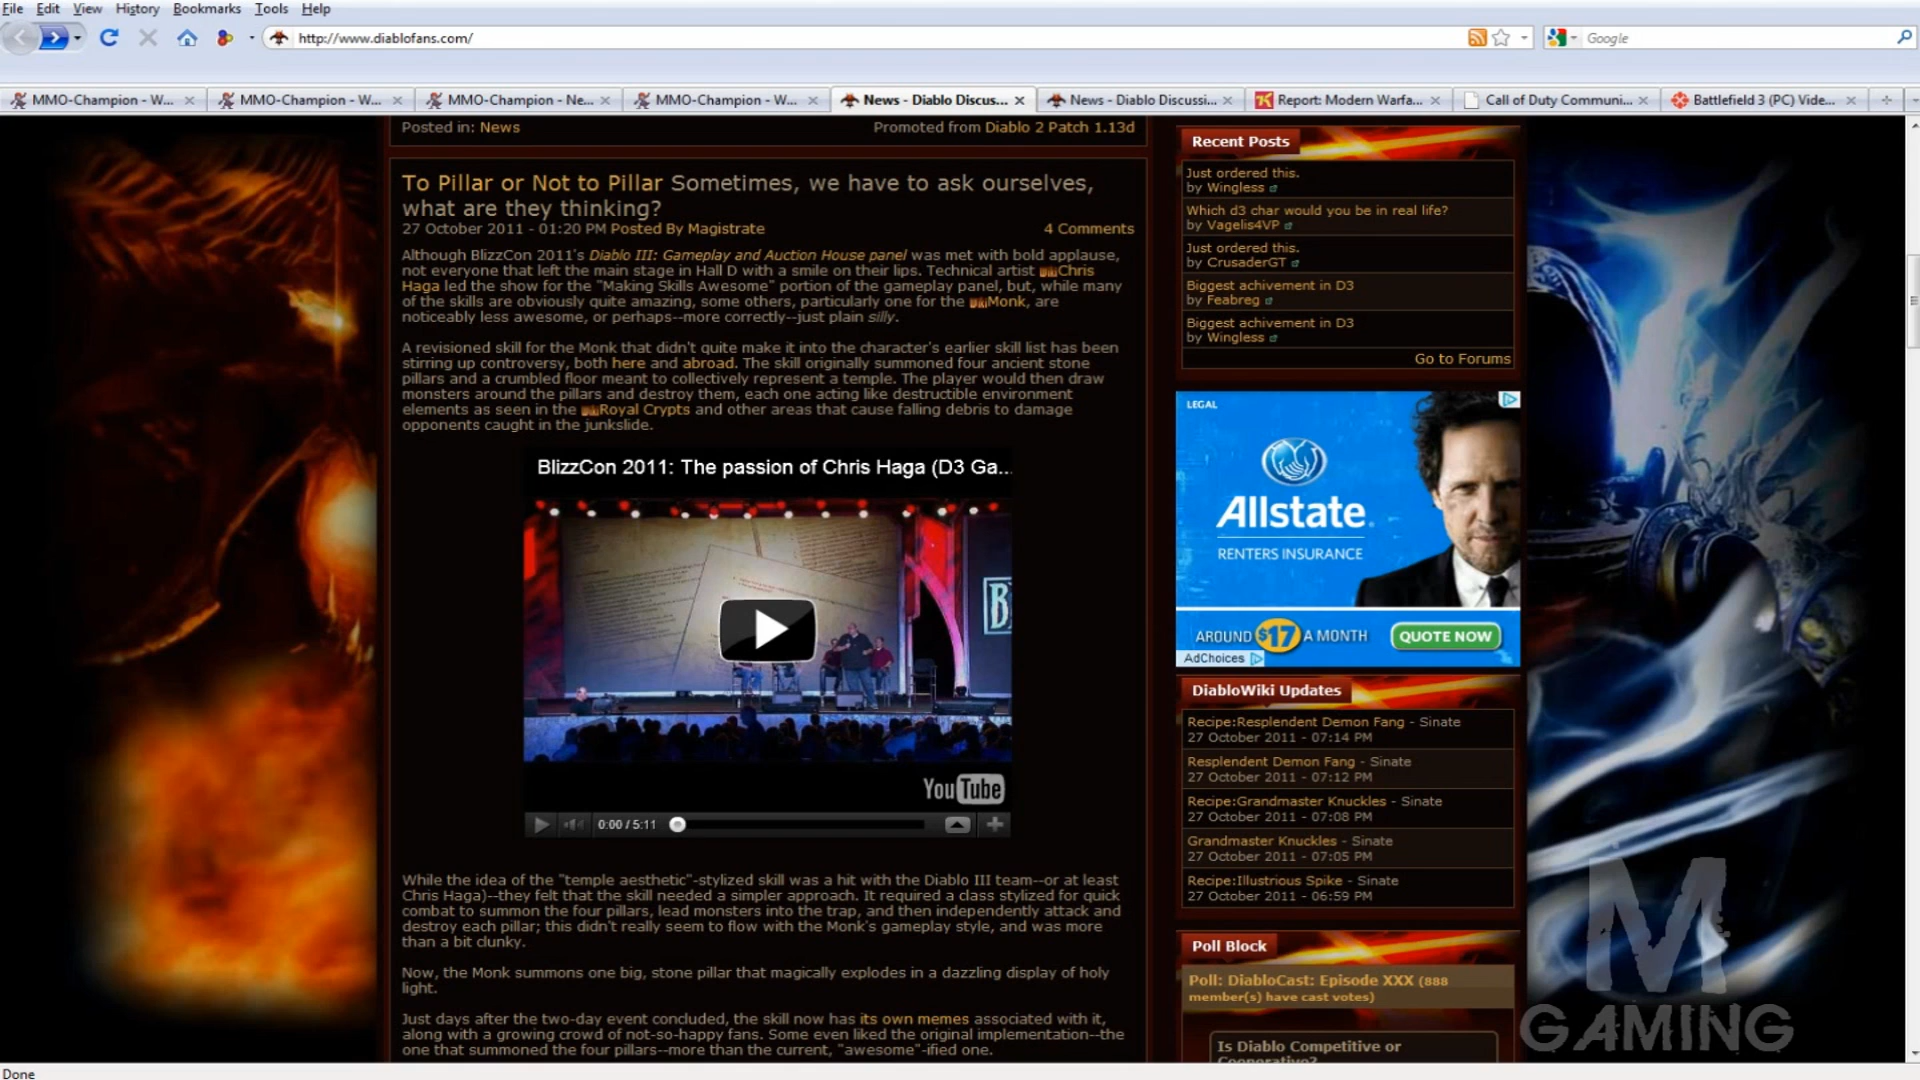 File Edit View History Bookmarks Tools Help
http://www.diablofans.com/
Google
MMO-Champion - W...
MMO-Champion - W...
MMO-Champion - Ne...
MMO-Champion - W...
News - Diablo Discus...
News - Diablo Discussi...
Report: Modern Warfa...
Call of Duty Communi...
Battlefield 3 (PC) Vide...
Posted in: News
Promoted from Diablo 2 Patch 1.13d
To Pillar or Not to Pillar Sometimes, we have to ask ourselves,
what are they thinking?
27 October 2011 - 01:20 PM Posted By Magistrate
4 Comments
Although BlizzCon 2011's Diablo III: Gameplay and Auction House panel was met with bold applause,
not everyone that left the main stage in Hall D with a smile on their lips. Technical artist Chris
Haga led the show for the "Making Skills Awesome" portion of the gameplay panel, but, while many
of the skills are obviously quite amazing, some others, particularly one for the Monk, are
noticeably less awesome, or perhaps--more correctly--just plain silly.
A revisioned skill for the Monk that didn't quite make it into the character's earlier skill list has been
stirring up controversy, both here and abroad. The skill originally summoned four ancient stone
pillars and a crumbled floor meant to collectively represent a temple. The player would then draw
monsters around the pillars and destroy them, each one acting like destructible environment
elements as seen in the Royal Crypts and other areas that cause falling debris to damage
opponents caught in the junkslide.
BlizzCon 2011: The passion of Chris Haga (D3 Ga...
B
YouTube
0:00 / 5:11
While the idea of the "temple aesthetic"-stylized skill was a hit with the Diablo III team--or at least
Chris Haga)--they felt that the skill needed a simpler approach. It required a class stylized for quick
combat to summon the four pillars, lead monsters into the trap, and then independently attack and
destroy each pillar; this didn't really seem to flow with the Monk's gameplay style, and was more
than a bit clunky.
Now, the Monk summons one big, stone pillar that magically explodes in a dazzling display of holy
light.
Just days after the two-day event concluded, the skill now has its own memes associated with it,
along with a growing crowd of not-so-happy fans. Some even liked the original implementation--the
one that summoned the four pillars--more than the current, "awesome"-ified one.
Recent Posts
Just ordered this.
by Wingless
Which d3 char would you be in real life?
by Vagelis4VP
Just ordered this.
by CrusaderGT
Biggest achivement in D3
by Feabreg
Biggest achivement in D3
by Wingless
Go to Forums
LEGAL
Allstate.
RENTERS INSURANCE
AROUND $17 A MONTH
QUOTE NOW
AdChoices
DiabloWiki Updates
Recipe:Resplendent Demon Fang - Sinate
27 October 2011 - 07:14 PM
Resplendent Demon Fang - Sinate
27 October 2011 - 07:12 PM
Recipe:Grandmaster Knuckles - Sinate
27 October 2011 - 07:08 PM
Grandmaster Knuckles - Sinate
27 October 2011 - 07:05 PM
Recipe:Illustrious Spike - Sinate
27 October 2011 - 06:59 PM
Poll Block
Poll: DiabloCast: Episode XXX (888
member(s) have cast votes)
Is Diablo Competitive or
Cooperative?
M
GAMING
Done